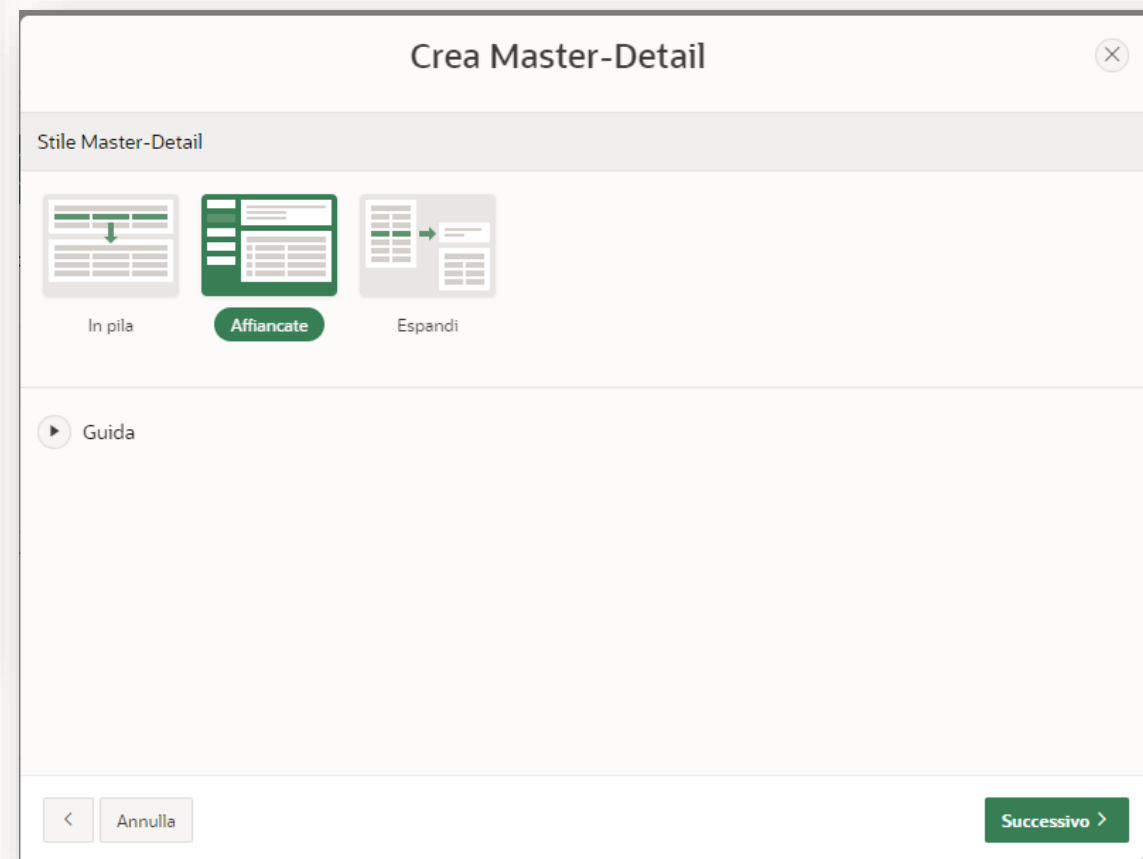 Crea Master-Detail
Stile Master-Detail
In pila
Affiancate
Espandi
Guida
Annulla
Successivo